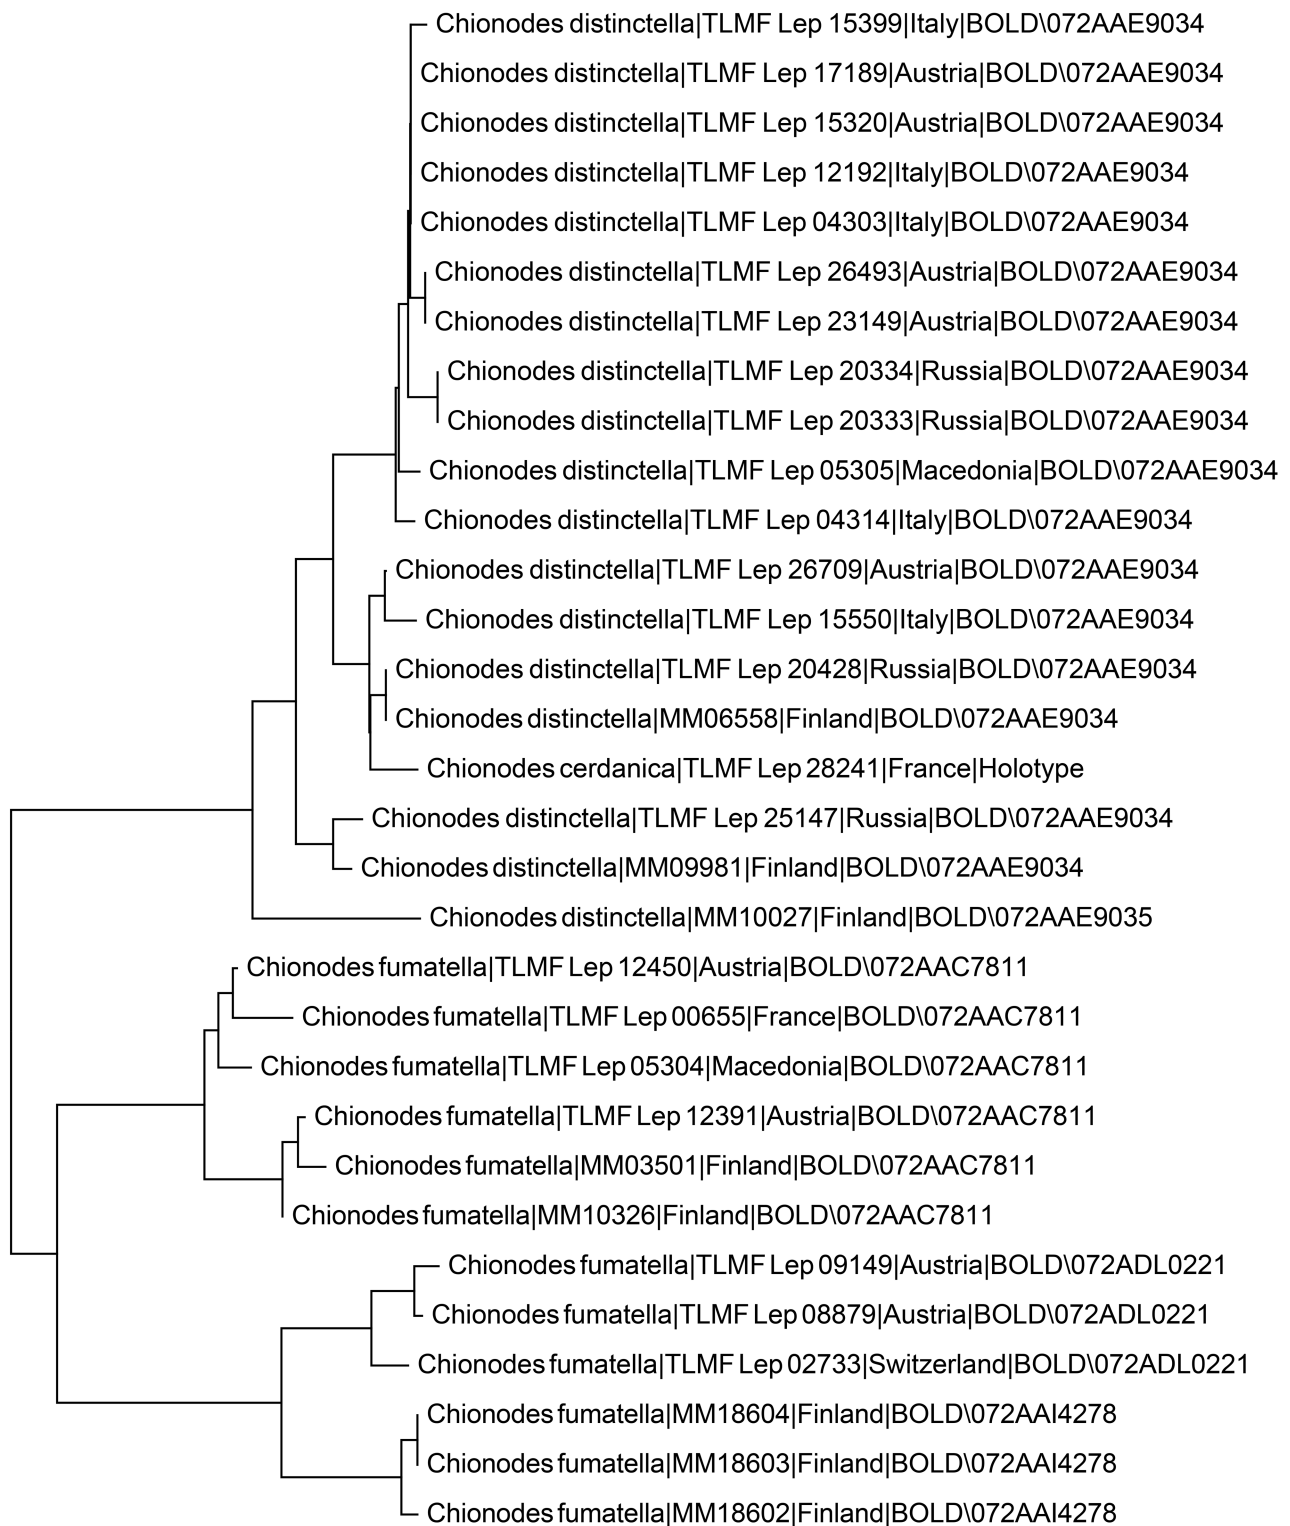 Chionodes distinctella|TLMF Lep 15399|Italy|BOLD\072AAE9034
Chionodes distinctella|TLMF Lep 17189|Austria|BOLD\072AAE9034
Chionodes distinctella|TLMF Lep 15320|Austria|BOLD\072AAE9034
Chionodes distinctella|TLMF Lep 12192|Italy|BOLD\072AAE9034
Chionodes distinctella|TLMF Lep 04303|Italy|BOLD\072AAE9034
Chionodes distinctella|TLMF Lep 26493|Austria|BOLD\072AAE9034
Chionodes distinctella|TLMF Lep 23149|Austria|BOLD\072AAE9034
Chionodes distinctella|TLMF Lep 20334|Russia|BOLD\072AAE9034
Chionodes distinctella|TLMF Lep 20333|Russia|BOLD\072AAE9034
Chionodes distinctella|TLMF Lep 05305|Macedonia|BOLD\072AAE9034
Chionodes distinctella|TLMF Lep 04314|Italy|BOLD\072AAE9034
Chionodes distinctella|TLMF Lep 26709|Austria|BOLD\072AAE9034
Chionodes distinctella|TLMF Lep 15550|Italy|BOLD\072AAE9034
Chionodes distinctella|TLMF Lep 20428|Russia|BOLD\072AAE9034
Chionodes distinctella|MM06558|Finland|BOLD\072AAE9034
Chionodes cerdanica|TLMF Lep 28241|France|Holotype
Chionodes distinctella|TLMF Lep 25147|Russia|BOLD\072AAE9034
Chionodes distinctella|MM09981|Finland|BOLD\072AAE9034
Chionodes distinctella|MM10027|Finland|BOLD\072AAE9035
Chionodes fumatella|TLMF Lep 12450|Austria|BOLD\072AAC7811
Chionodes fumatella|TLMF Lep 00655|France|BOLD\072AAC7811
Chionodes fumatella|TLMF Lep 05304|Macedonia|BOLD\072AAC7811
Chionodes fumatella|TLMF Lep 12391|Austria|BOLD\072AAC7811
Chionodes fumatella|MM03501|Finland|BOLD\072AAC7811
Chionodes fumatella|MM10326|Finland|BOLD\072AAC7811
Chionodes fumatella|TLMF Lep 09149|Austria|BOLD\072ADL0221
Chionodes fumatella|TLMF Lep 08879|Austria|BOLD\072ADL0221
Chionodes fumatella|TLMF Lep 02733|Switzerland|BOLD\072ADL0221
Chionodes fumatella|MM18604|Finland|BOLD\072AAI4278
Chionodes fumatella|MM18603|Finland|BOLD\072AAI4278
Chionodes fumatella|MM18602|Finland|BOLD\072AAI4278